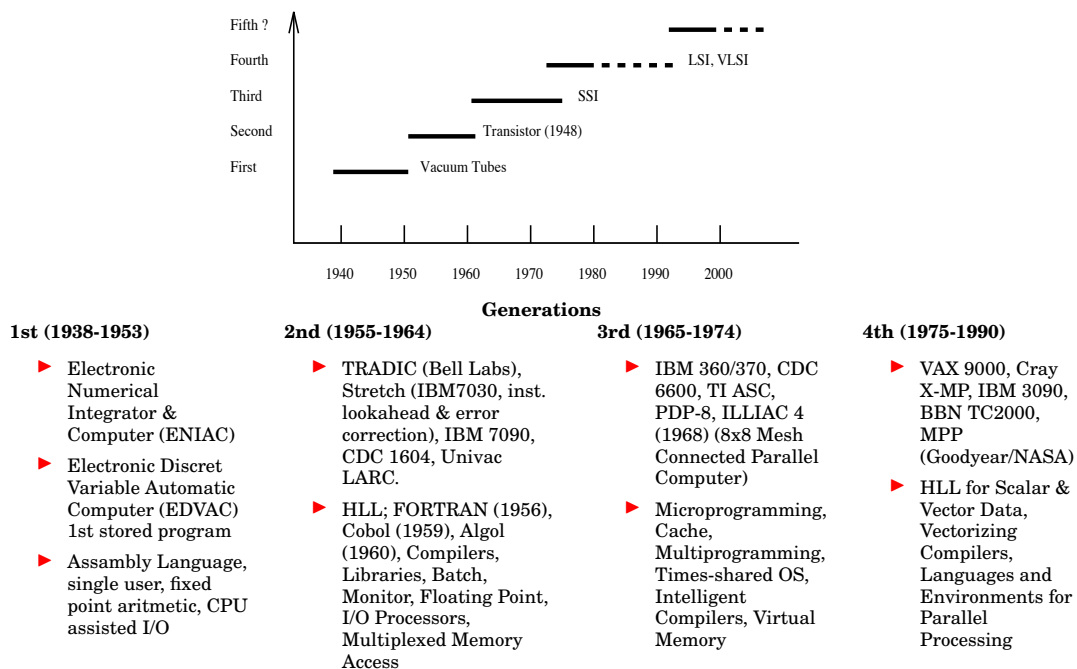 Fifth ?
Fourth
LSI, VLSI
Third
SSI
Second
Transistor (1948)
First
Vacuum Tubes
1940
1950
1960
1970
1980
1990
2000
Generations
1st (1938-1953)
Electronic
Numerical
Integrator &
Computer (ENIAC)
Electronic Discret
Variable Automatic
Computer (EDVAC)
1st stored program
Assambly Language,
single user, fixed
point aritmetic, CPU
assisted I/O
2nd (1955-1964)
TRADIC (Bell Labs),
Stretch (IBM7030, inst.
lookahead & error
correction), IBM 7090,
CDC 1604, Univac
LARC.
HLL; FORTRAN (1956),
Cobol (1959), Algol
(1960), Compilers,
Libraries, Batch,
Monitor, Floating Point,
I/O Processors,
Multiplexed Memory
Access
3rd (1965-1974)
IBM 360/370, CDC
6600, TI ASC,
PDP-8, ILLIAC 4
(1968) (8x8 Mesh
Connected Parallel
Computer)
Microprogramming,
Cache,
Multiprogramming,
Times-shared OS,
Intelligent
Compilers, Virtual
Memory
4th (1975-1990)
VAX 9000, Cray
X-MP, IBM 3090,
BBN TC2000,
MPP
(Goodyear/NASA)
HLL for Scalar &
Vector Data,
Vectorizing
Compilers,
Languages and
Environments for
Parallel
Processing